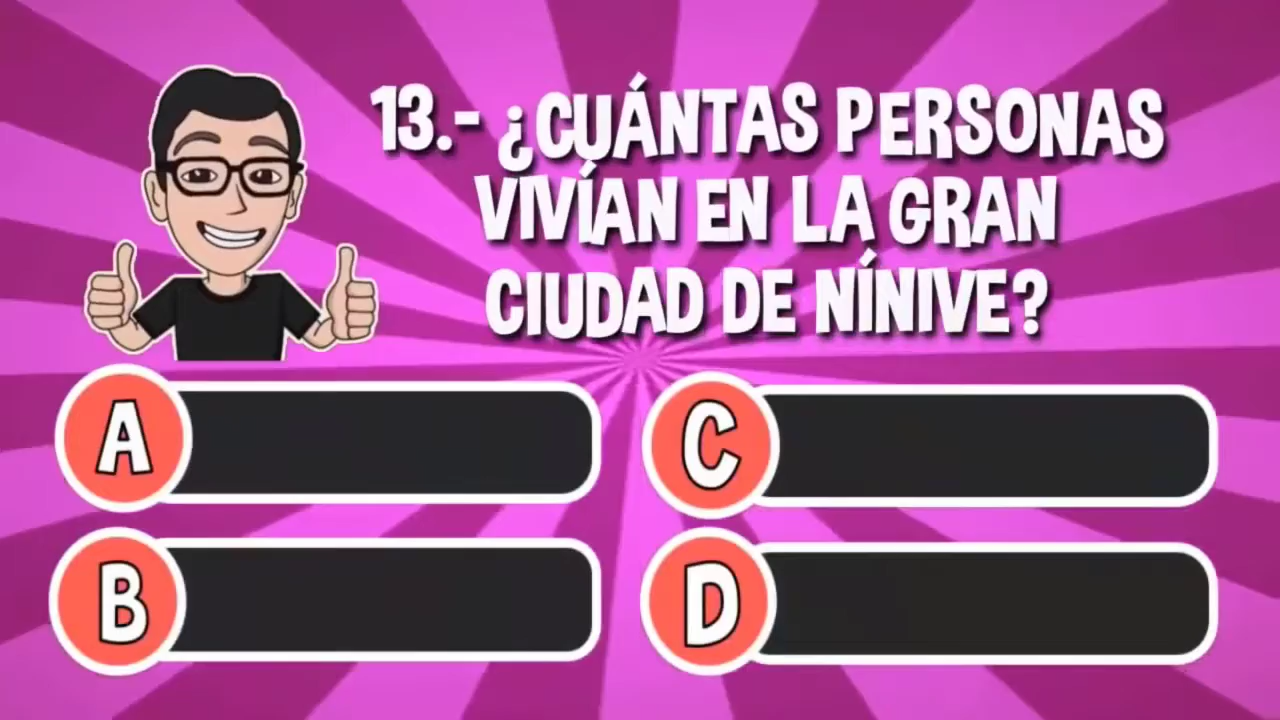 13.- ¿CUÁNTAS PERSONAS
VIVÍAN EN LA GRAN
CIUDAD DE NÍNIVE?
A
C
B
D